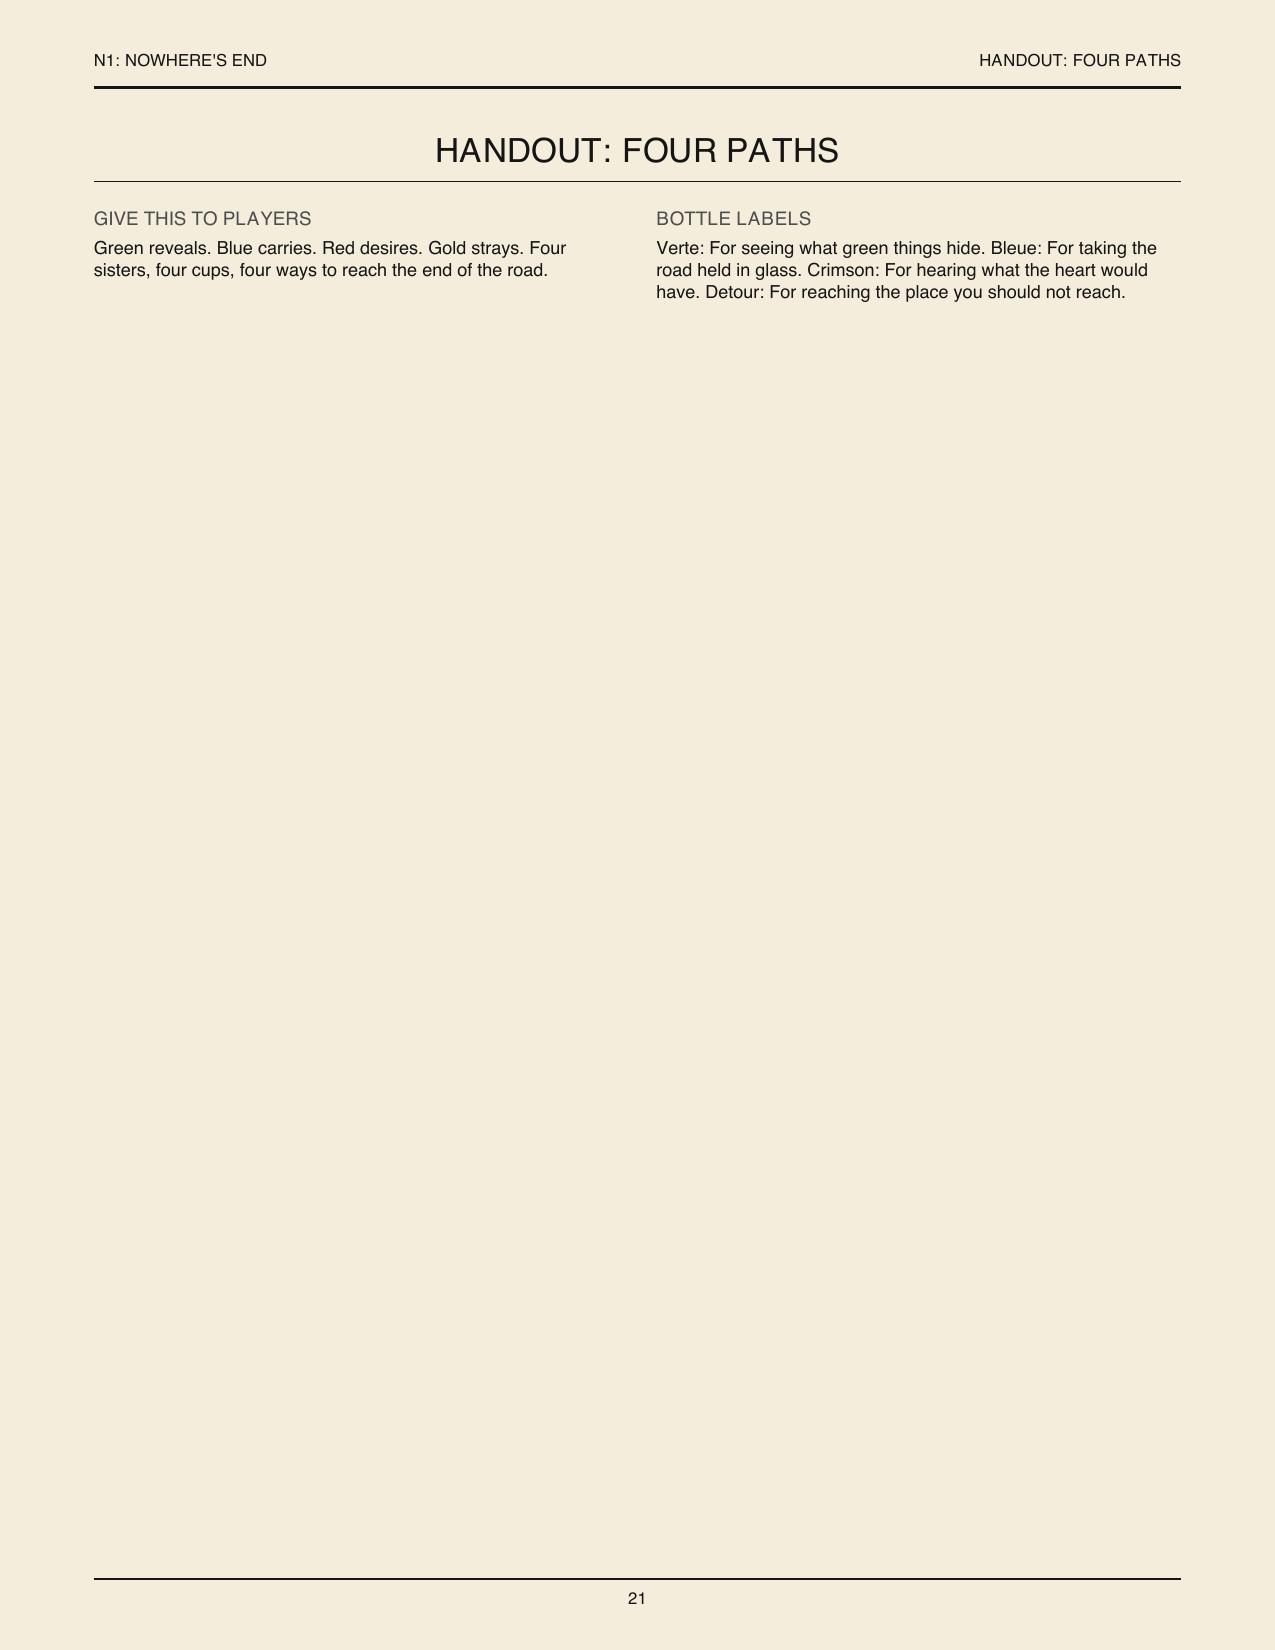 N1: NOWHERE'S END
HANDOUT: FOUR PATHS
HANDOUT: FOUR PATHS
GIVE THIS TO PLAYERS
Green reveals. Blue carries. Red desires. Gold strays. Four
sisters, four cups, four ways to reach the end of the road.
BOTTLE LABELS
Verte: For seeing what green things hide. Bleue: For taking the
road held in glass. Crimson: For hearing what the heart would
have. Detour: For reaching the place you should not reach.
21